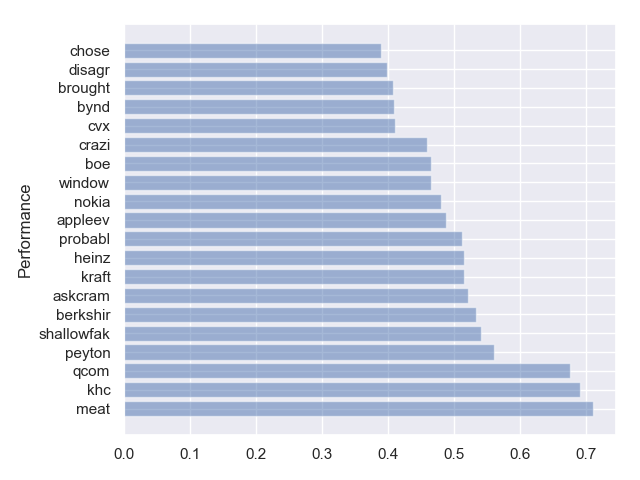 chose
disagr
brought
bynd
cvx
crazi
boe
window
nokia
appleev
probabl
heinz
kraft
askcram
berkshir
shallowfak
peyton
qcom
khc
meat
Performance
0.0 0.1 0.2 0.3 0.4 0.5 0.6 0.7